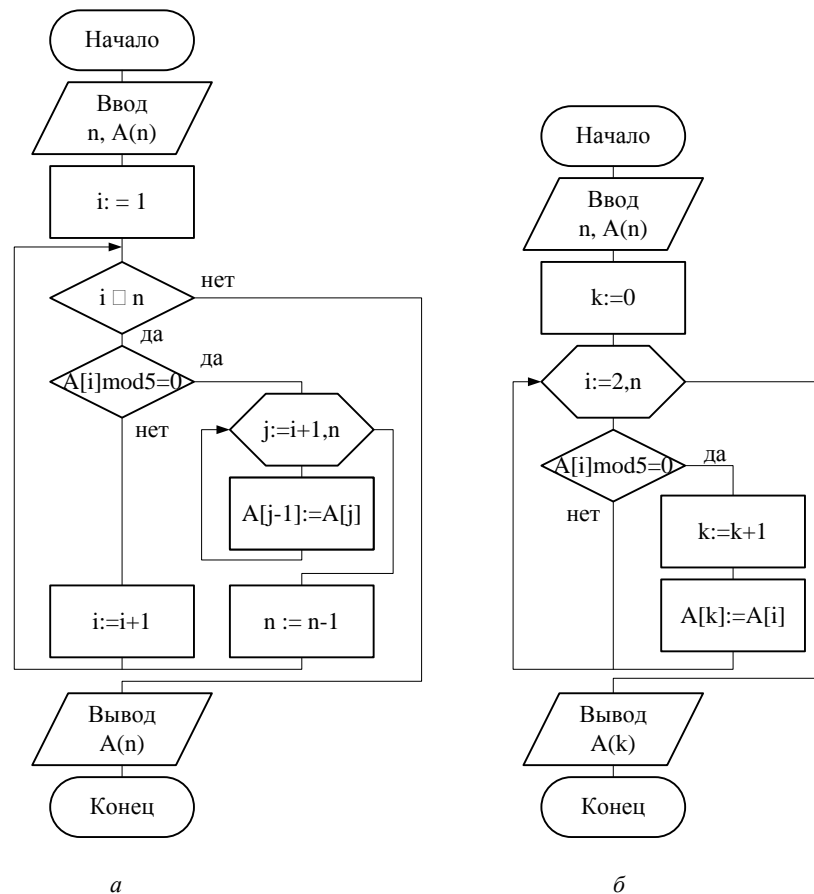 Начало
Ввод
n, A(n)
i: = 1
i □ n
нет
да
A[i]mod5=0
да
нет
j:=i+1,n
A[j-1]:=A[j]
i:=i+1
n := n-1
Вывод
A(n)
Конец
а
Начало
Ввод
n, A(n)
k:=0
i:=2,n
A[i]mod5=0
да
нет
k:=k+1
A[k]:=A[i]
Вывод
A(k)
Конец
б